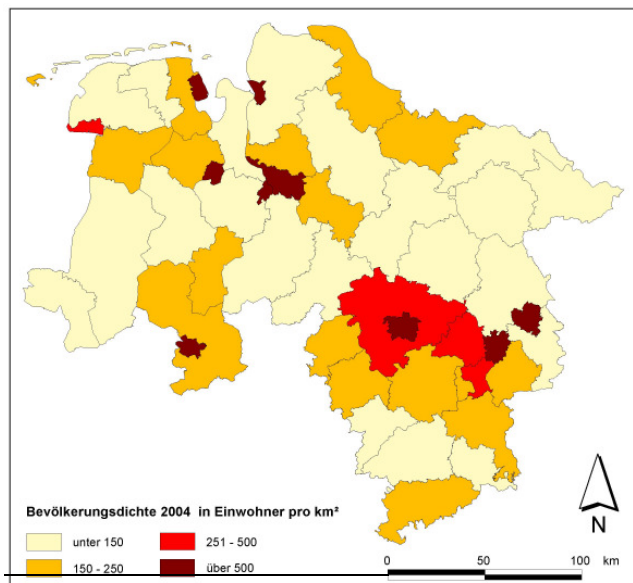 Bevölkerungsdichte 2004 in Einwohner pro km²
unter 150
251 - 500
150 - 250
über 500
N
0 50 100 km